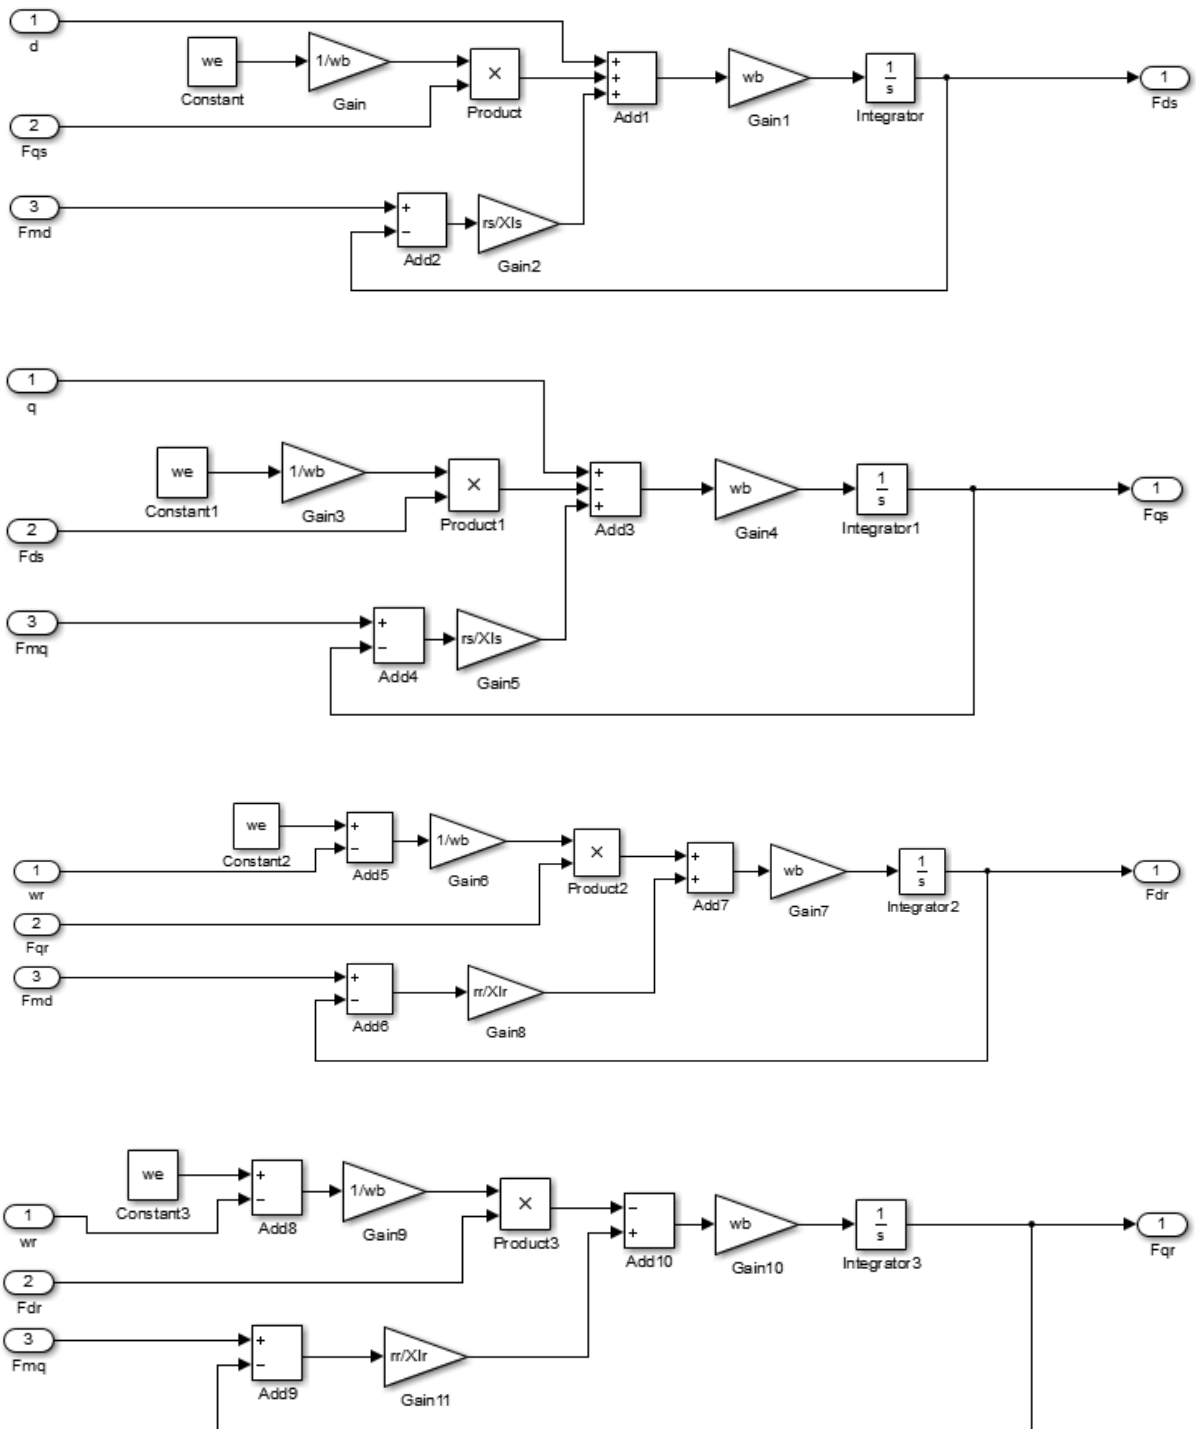 1
d
we
Constant
1/wb
Gain
×
Product
+
+
+
Add1
wb
Gain1
1
s
Integrator
1
Fds
2
Fqs
3
Fmd
+
−
Add2
rs/Xls
Gain2
1
q
we
Constant1
1/wb
Gain3
×
Product1
+
−
+
Add3
wb
Gain4
1
s
Integrator1
1
Fqs
2
Fds
3
Fmq
+
−
Add4
rs/Xls
Gain5
we
Constant2
+
−
Add5
1/wb
Gain6
×
Product2
+
+
Add7
wb
Gain7
1
s
Integrator2
1
Fdr
1
wr
2
Fqr
3
Fmd
+
−
Add6
rr/Xlr
Gain8
we
Constant3
+
−
Add8
1/wb
Gain9
×
Product3
−
+
Add10
wb
Gain10
1
s
Integrator3
1
Fqr
1
wr
2
Fdr
3
Fmq
+
−
Add9
rr/Xlr
Gain11